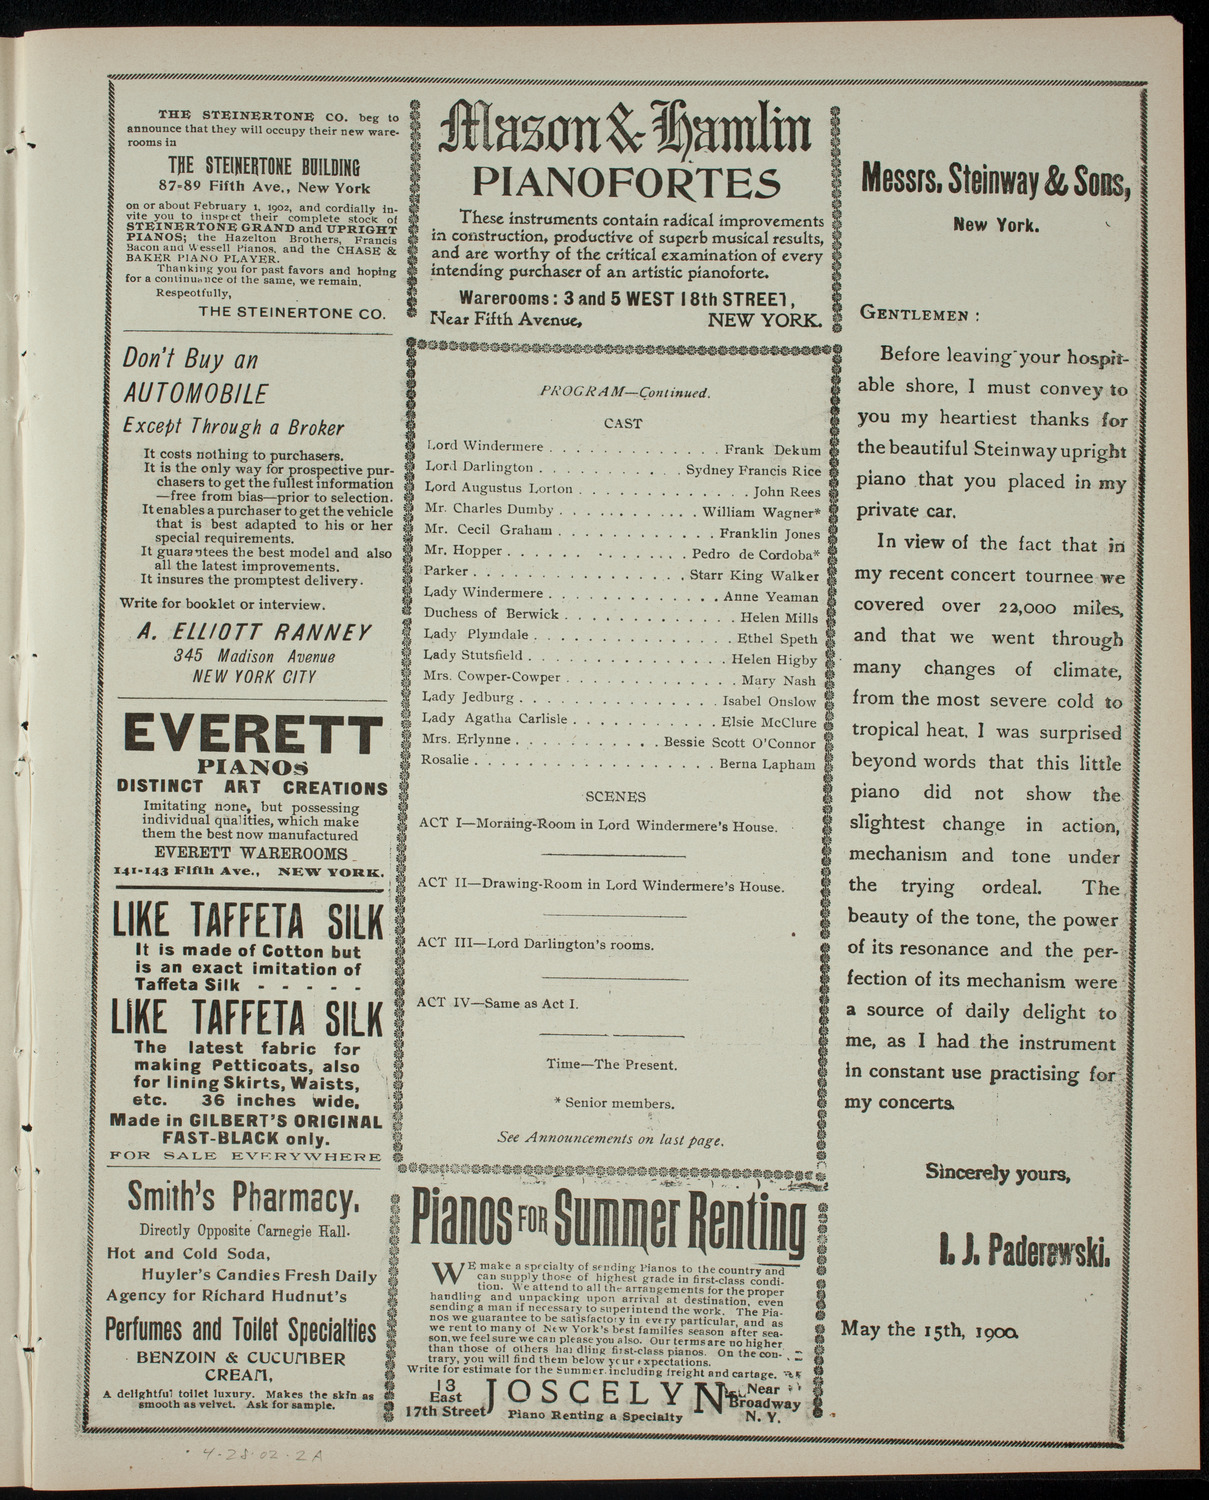 THE STEINERTONE CO. beg to
announce that they will occupy their new ware-
rooms in
THE STEINERTONE BUILDING
87-89 Fifth Ave., New York
on or about February 1, 1902, and cordially in-
vite you to inspect their complete stock of
STEINERTONE GRAND and UPRIGHT
PIANOS; the Hazelton Brothers, Francis
Bacon and Wessell Pianos, and the CHASE &
BAKER PIANO PLAYER.
Thanking you for past favors and hoping
for a continuance of the same, we remain,
Respectfully,
THE STEINERTONE CO.
Don't Buy an
AUTOMOBILE
Except Through a Broker
It costs nothing to purchasers.
It is the only way for prospective pur-
chasers to get the fullest information
—free from bias—prior to selection.
It enables a purchaser to get the vehicle
that is best adapted to his or her
special requirements.
It guarantees the best model and also
all the latest improvements.
It insures the promptest delivery.
Write for booklet or interview.
A. ELLIOTT RANNEY
345 Madison Avenue
NEW YORK CITY
EVERETT
PIANOS
DISTINCT ART CREATIONS
Imitating none, but possessing
individual qualities, which make
them the best now manufactured
EVERETT WAREROOMS
141-143 Fifth Ave., NEW YORK.
LIKE TAFFETA SILK
It is made of Cotton but
is an exact imitation of
Taffeta Silk - - - - -
LIKE TAFFETA SILK
The latest fabric for
making Petticoats, also
for lining Skirts, Waists,
etc. 36 inches wide,
Made in GILBERT'S ORIGINAL
FAST-BLACK only.
FOR SALE EVERYWHERE
Smith's Pharmacy,
Directly Opposite Carnegie Hall.
Hot and Cold Soda,
Huyler's Candies Fresh Daily
Agency for Richard Hudnut's
Perfumes and Toilet Specialties
BENZOIN & CUCUMBER
CREAM,
A delightful toilet luxury. Makes the skin as
smooth as velvet. Ask for sample.
Mason & Hamlin
PIANOFORTES
These instruments contain radical improvements
in construction, productive of superb musical results,
and are worthy of the critical examination of every
intending purchaser of an artistic pianoforte.
Warerooms: 3 and 5 WEST 18th STREET,
Near Fifth Avenue, NEW YORK.
PROGRAM—Continued.
CAST
Lord Windermere . . . . . . . . . . . . . Frank Dekum
Lord Darlington . . . . . . . . . . Sydney Francis Rice
Lord Augustus Lorton . . . . . . . . . . . . . John Rees
Mr. Charles Dumby . . . . . . . . . . . William Wagner*
Mr. Cecil Graham . . . . . . . . . . . . Franklin Jones
Mr. Hopper . . . . . . . . . . . . . Pedro de Cordoba*
Parker . . . . . . . . . . . . . . . . Starr King Walker
Lady Windermere . . . . . . . . . . . . . Anne Yeaman
Duchess of Berwick . . . . . . . . . . . . . Helen Mills
Lady Plymdale . . . . . . . . . . . . . . . Ethel Speth
Lady Stutsfield . . . . . . . . . . . . . . . Helen Higby
Mrs. Cowper-Cowper . . . . . . . . . . . . . Mary Nash
Lady Jedburg . . . . . . . . . . . . . . . Isabel Onslow
Lady Agatha Carlisle . . . . . . . . . . . Elsie McClure
Mrs. Erlynne . . . . . . . . . . . Bessie Scott O'Connor
Rosalie . . . . . . . . . . . . . . . . . Berna Lapham
SCENES
ACT I—Morning-Room in Lord Windermere's House.
ACT II—Drawing-Room in Lord Windermere's House.
ACT III—Lord Darlington's rooms.
ACT IV—Same as Act I.
Time—The Present.
* Senior members.
See Announcements on last page.
Pianos FOR Summer Renting
WE make a specialty of sending Pianos to the country and
can supply those of highest grade in first-class condi-
tion. We attend to all the arrangements for the proper
handling and unpacking upon arrival at destination, even
sending a man if necessary to superintend the work. The Pia-
nos we guarantee to be satisfactory in every particular, and as
we rent to many of New York's best families season after sea-
son, we feel sure we can please you also. Our terms are no higher
than those of others handling first-class pianos. On the con-
trary, you will find them below your expectations.
Write for estimate for the Summer, including freight and cartage.
13 East 17th Street JOSCELYN Near Broadway N. Y.
Piano Renting a Specialty
Messrs. Steinway & Sons,
New York.
GENTLEMEN :
Before leaving your hospit-
able shore, I must convey to
you my heartiest thanks for
the beautiful Steinway upright
piano that you placed in my
private car.
In view of the fact that in
my recent concert tournee we
covered over 22,000 miles,
and that we went through
many changes of climate,
from the most severe cold to
tropical heat, I was surprised
beyond words that this little
piano did not show the
slightest change in action,
mechanism and tone under
the trying ordeal. The
beauty of the tone, the power
of its resonance and the per-
fection of its mechanism were
a source of daily delight to
me, as I had the instrument
in constant use practising for
my concerts.
Sincerely yours,
I. J. Paderewski.
May the 15th, 1900.
4-28-02-2A